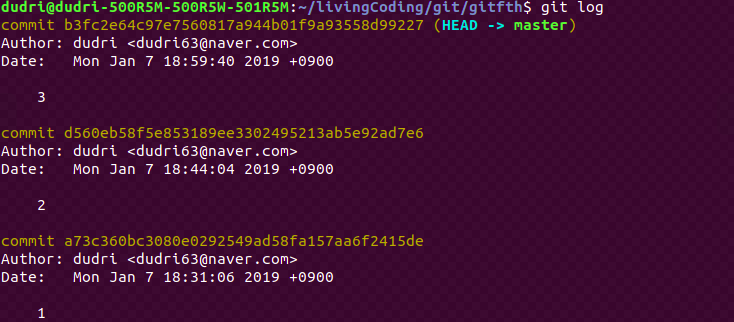 dudri@dudri-500R5M-500R5W-501R5M:~/livingCoding/git/gitfth$ git log
commit b3fc2e64c97e7560817a944b01f9a93558d99227 (HEAD -> master)
Author: dudri <dudri63@naver.com>
Date:   Mon Jan 7 18:59:40 2019 +0900
3
commit d560eb58f5e853189ee3302495213ab5e92ad7e6
Author: dudri <dudri63@naver.com>
Date:   Mon Jan 7 18:44:04 2019 +0900
2
commit a73c360bc3080e0292549ad58fa157aa6f2415de
Author: dudri <dudri63@naver.com>
Date:   Mon Jan 7 18:31:06 2019 +0900
1